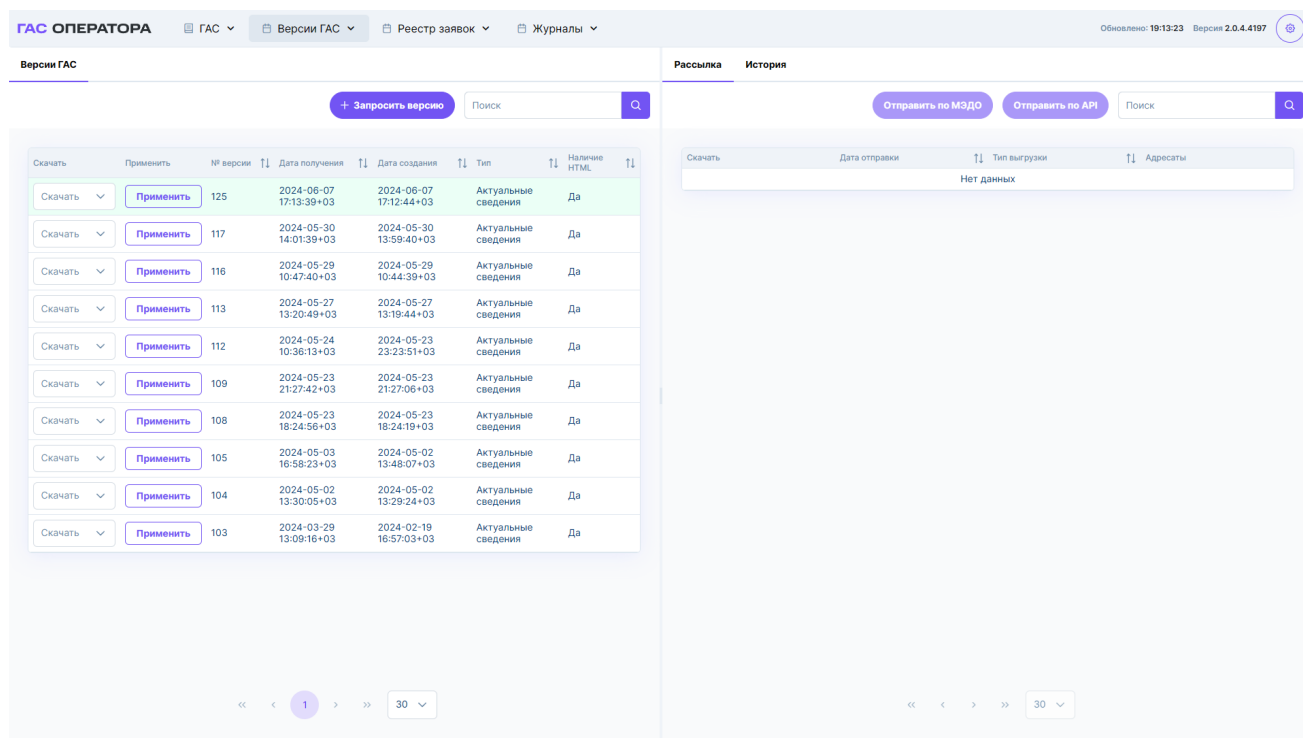 ГАС ОПЕРАТОРА ГАС Версии ГАС Реестр заявок Журналы Обновлено: 19:13:23 Версия 2.0.4.4197
Версии ГАС
Рассылка История
+ Запросить версию Поиск
Отправить по МЭДО Отправить по API Поиск
Скачать Применить № версии Дата получения Дата создания Тип Наличие
HTML
Скачать Применить 125 2024-06-07 2024-06-07 Актуальные Да
17:13:39+03 17:12:44+03 сведения
Скачать Применить 117 2024-05-30 2024-05-30 Актуальные Да
14:01:39+03 13:59:40+03 сведения
Скачать Применить 116 2024-05-29 2024-05-29 Актуальные Да
10:47:40+03 10:44:39+03 сведения
Скачать Применить 113 2024-05-27 2024-05-27 Актуальные Да
13:20:49+03 13:19:44+03 сведения
Скачать Применить 112 2024-05-24 2024-05-23 Актуальные Да
10:36:13+03 23:23:51+03 сведения
Скачать Применить 109 2024-05-23 2024-05-23 Актуальные Да
21:27:42+03 21:27:06+03 сведения
Скачать Применить 108 2024-05-23 2024-05-23 Актуальные Да
18:24:56+03 18:24:19+03 сведения
Скачать Применить 105 2024-05-03 2024-05-02 Актуальные Да
16:58:23+03 13:48:07+03 сведения
Скачать Применить 104 2024-05-02 2024-05-02 Актуальные Да
13:30:05+03 13:29:24+03 сведения
Скачать Применить 103 2024-03-29 2024-02-19 Актуальные Да
13:09:16+03 16:57:03+03 сведения
1 30
Скачать Дата отправки Тип выгрузки Адресаты
Нет данных
30